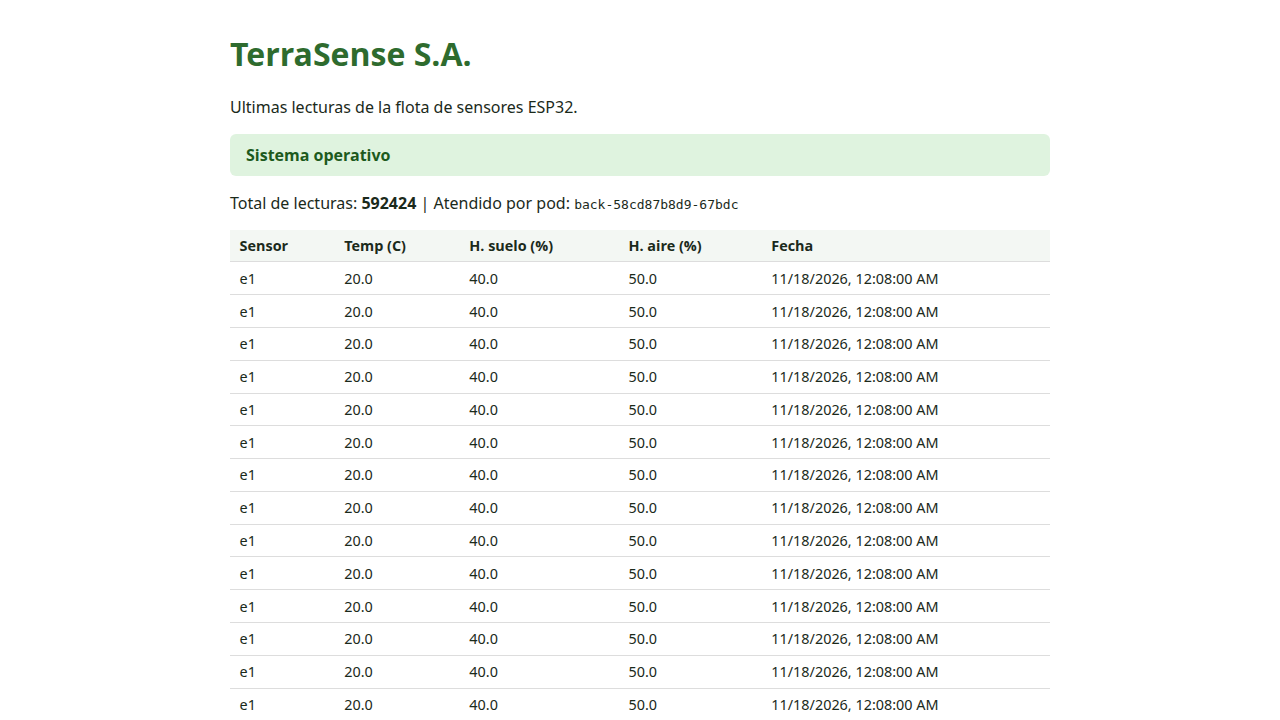 TerraSense S.A.
Ultimas lecturas de la flota de sensores ESP32.
Sistema operativo
Total de lecturas: 592424 | Atendido por pod: back-58cd87b8d9-67bdc
Sensor Temp (C) H. suelo (%) H. aire (%) Fecha
e1 20.0 40.0 50.0 11/18/2026, 12:08:00 AM
e1 20.0 40.0 50.0 11/18/2026, 12:08:00 AM
e1 20.0 40.0 50.0 11/18/2026, 12:08:00 AM
e1 20.0 40.0 50.0 11/18/2026, 12:08:00 AM
e1 20.0 40.0 50.0 11/18/2026, 12:08:00 AM
e1 20.0 40.0 50.0 11/18/2026, 12:08:00 AM
e1 20.0 40.0 50.0 11/18/2026, 12:08:00 AM
e1 20.0 40.0 50.0 11/18/2026, 12:08:00 AM
e1 20.0 40.0 50.0 11/18/2026, 12:08:00 AM
e1 20.0 40.0 50.0 11/18/2026, 12:08:00 AM
e1 20.0 40.0 50.0 11/18/2026, 12:08:00 AM
e1 20.0 40.0 50.0 11/18/2026, 12:08:00 AM
e1 20.0 40.0 50.0 11/18/2026, 12:08:00 AM
e1 20.0 40.0 50.0 11/18/2026, 12:08:00 AM